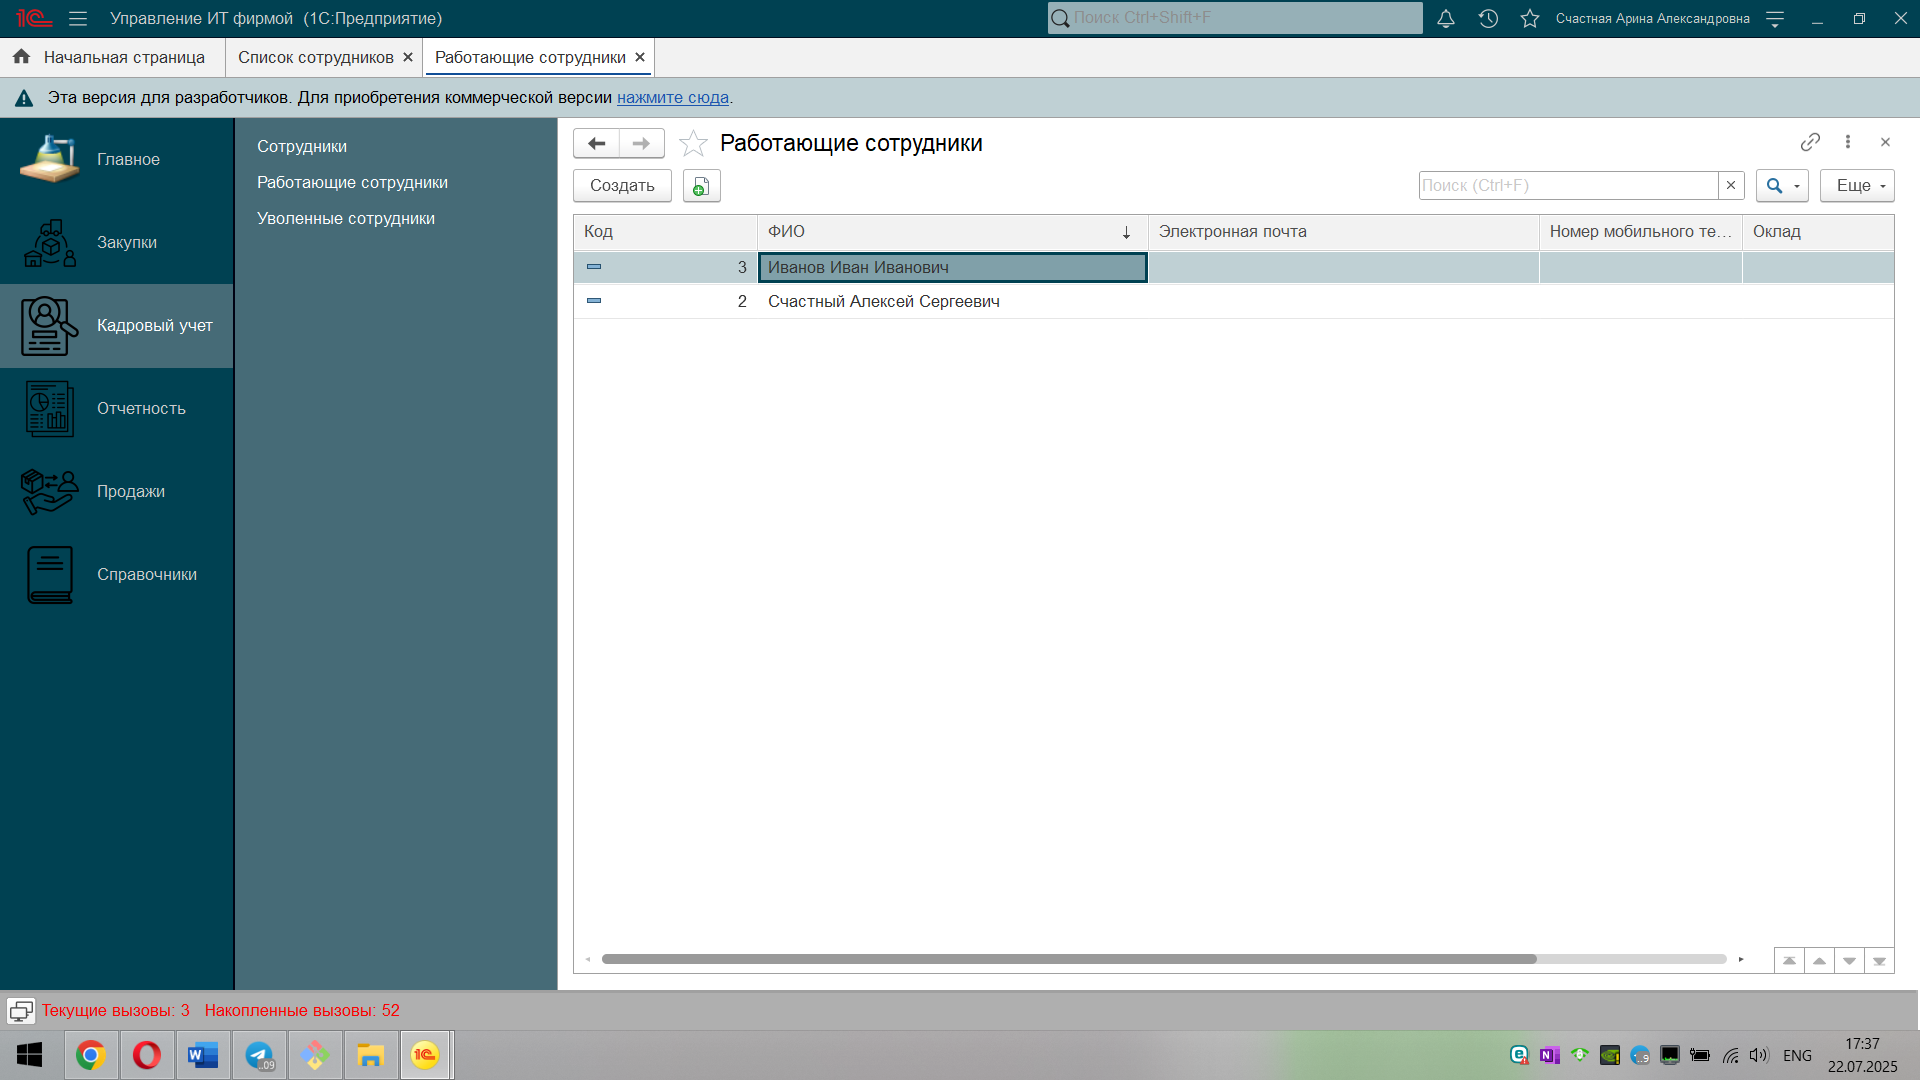 Управление ИТ фирмой (1С:Предприятие)
Поиск Ctrl+Shift+F
Счастная Арина Александровна
Начальная страница
Список сотрудников
Работающие сотрудники
Эта версия для разработчиков. Для приобретения коммерческой версии нажмите сюда.
Главное
Закупки
Кадровый учет
Отчетность
Продажи
Справочники
Сотрудники
Работающие сотрудники
Уволенные сотрудники
Работающие сотрудники
Создать
Поиск (Ctrl+F)
Еще
Код ФИО Электронная почта Номер мобильного те... Оклад
3 Иванов Иван Иванович
2 Счастный Алексей Сергеевич
Текущие вызовы: 3 Накопленные вызовы: 52
ENG
17:37
22.07.2025